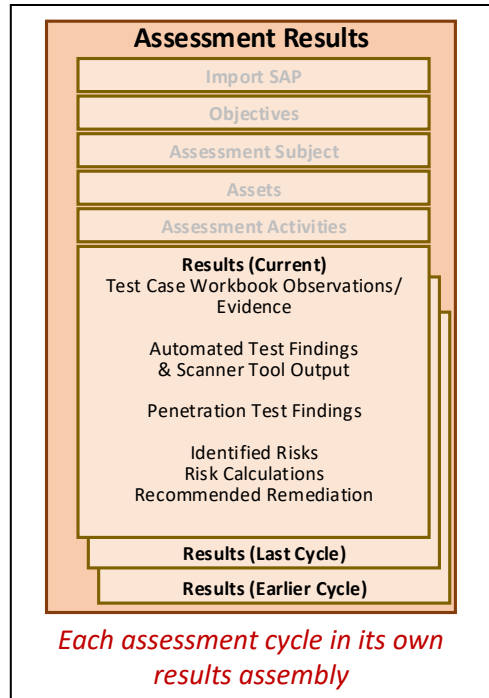 Assessment Results
Import SAP
Objectives
Assessment Subject
Assets
Assessment Activities
Results (Current)
Test Case Workbook Observations/
Evidence
Automated Test Findings
& Scanner Tool Output
Penetration Test Findings
Identified Risks
Risk Calculations
Recommended Remediation
Results (Last Cycle)
Results (Earlier Cycle)
Each assessment cycle in its own
results assembly